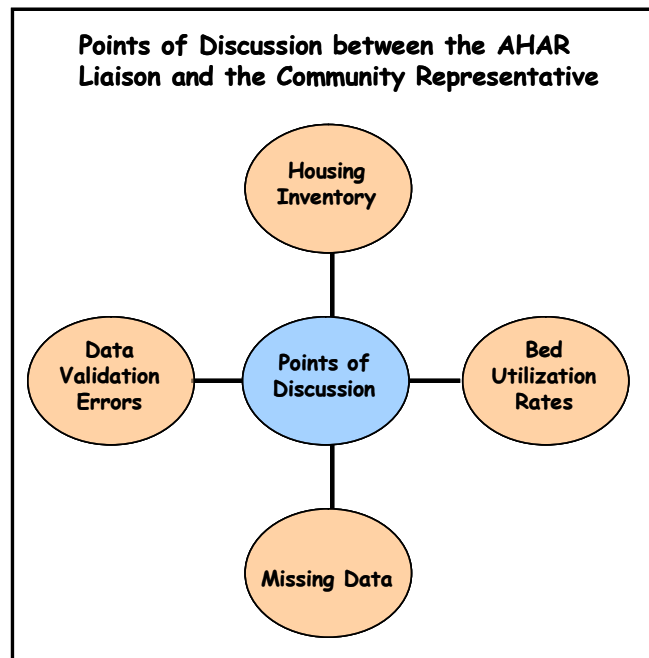 Points of Discussion between the AHAR
Liaison and the Community Representative
Housing
Inventory
Data
Validation
Errors
Points of
Discussion
Bed
Utilization
Rates
Missing Data